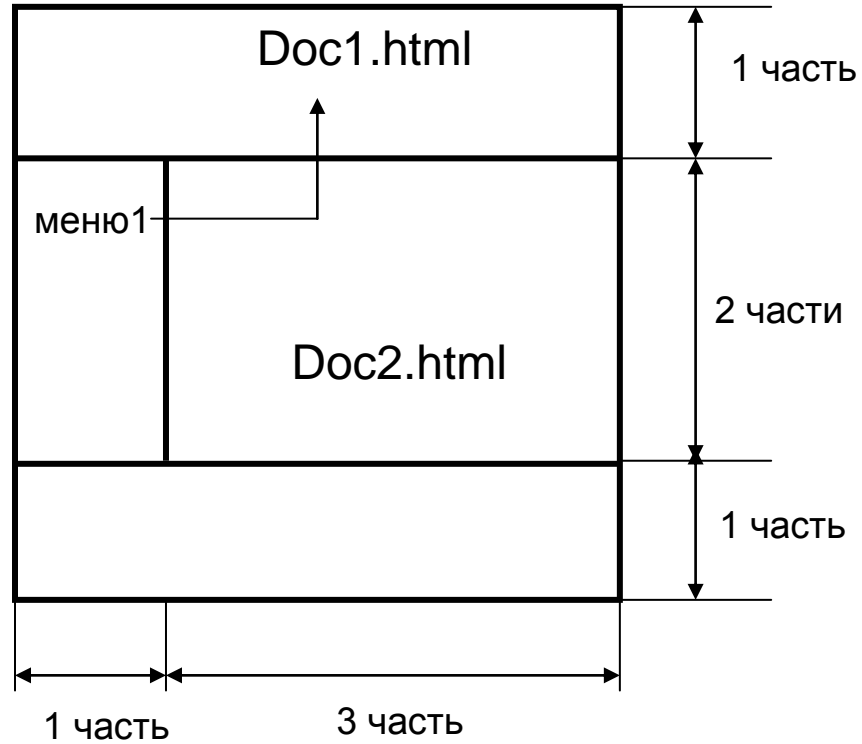 Doc1.html
1 часть
меню1
2 части
Doc2.html
1 часть
1 часть
3 часть